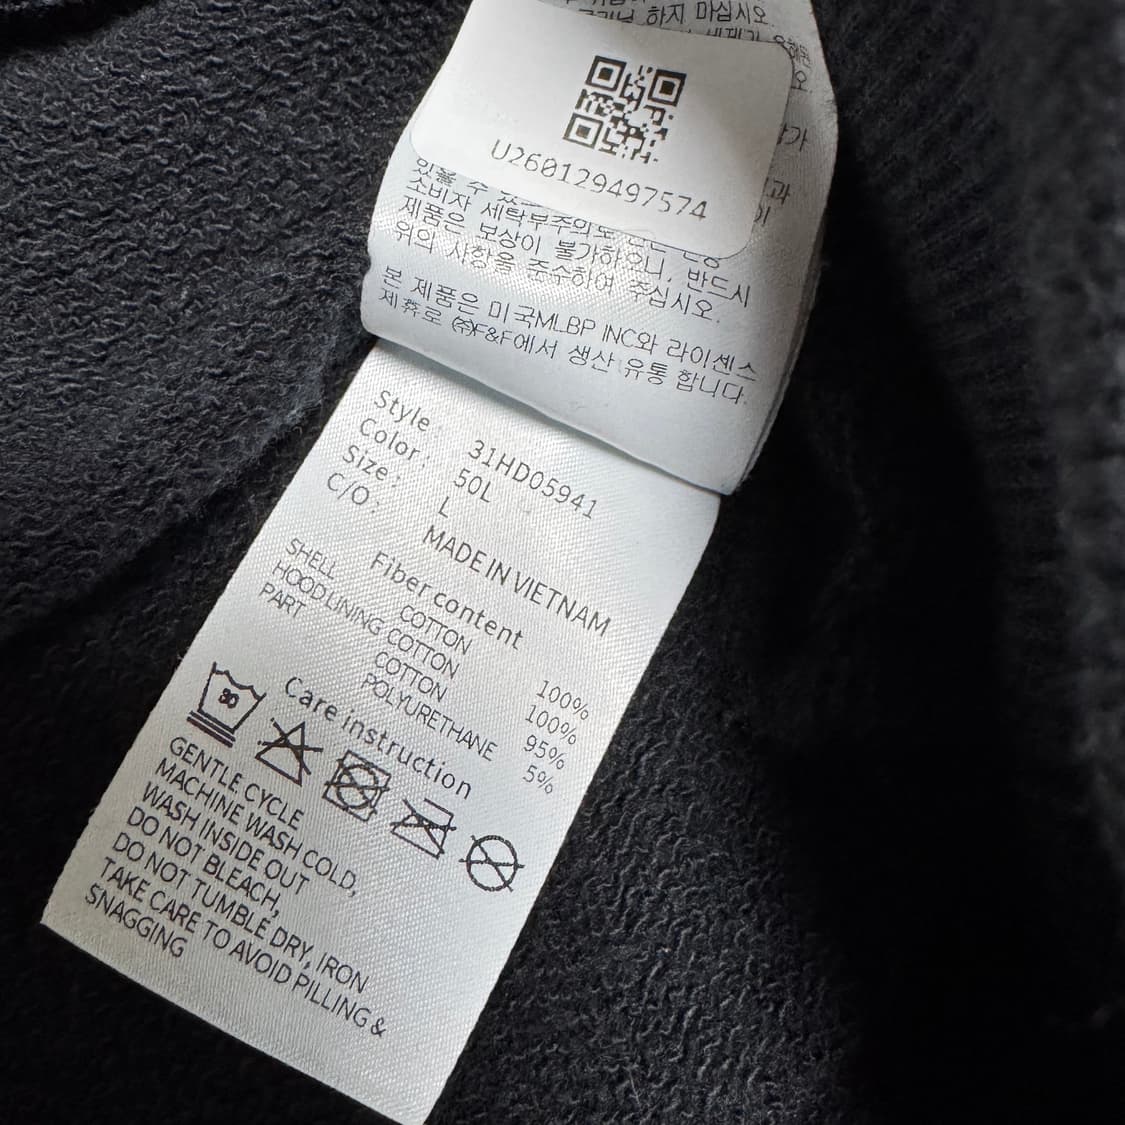 하지 마십시오.
U260129497574
있을 수
소비자 세탁부주의로
제품은 보상이 불가하오니, 반드시
위의 사항을 준수하여 주십시오.
본 제품은 미국MLBP INC와 라이센스
제휴로 ㈜F&F에서 생산 유통 합니다.
Style: 31HD05941
Color: 50L
Size: L
C/O: MADE IN VIETNAM
Fiber content
SHELL COTTON 100%
HOOD LINING COTTON 100%
PART COTTON 95%
POLYURETHANE 5%
Care instruction
30
GENTLE CYCLE
MACHINE WASH COLD,
WASH INSIDE OUT
DO NOT BLEACH,
DO NOT TUMBLE DRY, IRON
TAKE CARE TO AVOID PILLING &
SNAGGING